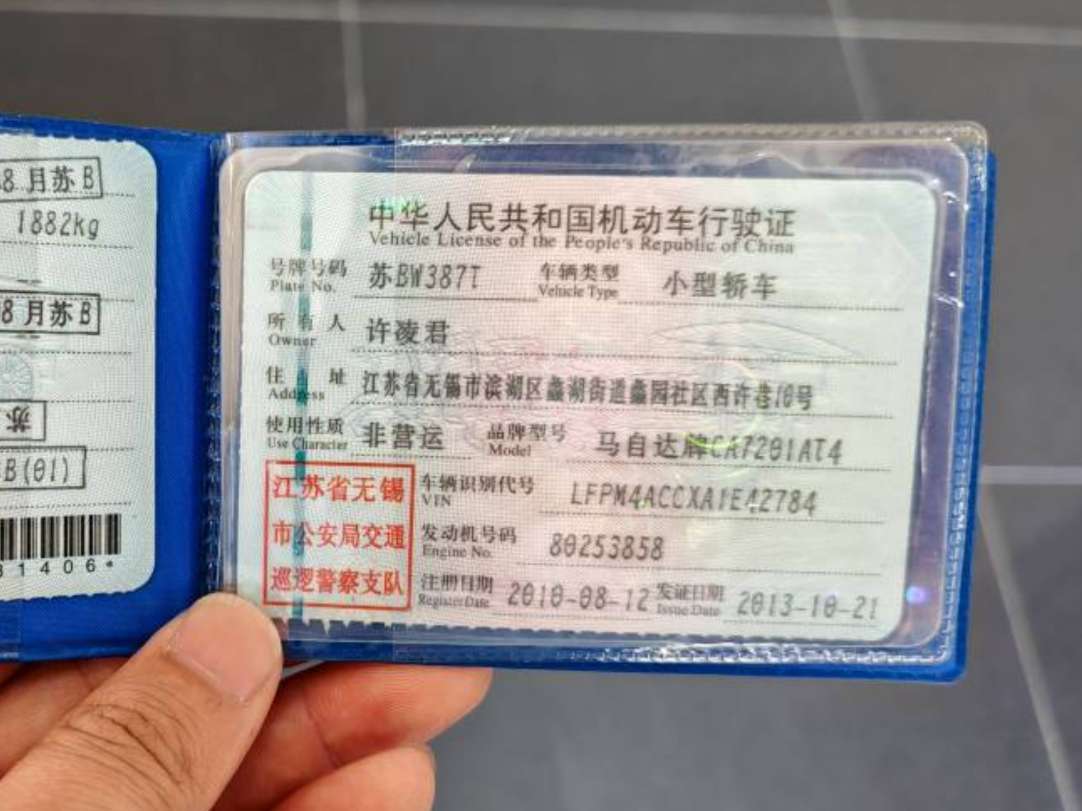 8月苏B
1882kg
8月苏B
苏
B(01)
31406*
中华人民共和国机动车行驶证
Vehicle License of the People's Republic of China
号牌号码 苏BW387T 车辆类型 小型轿车
Plate No. Vehicle Type
所有人 许凌君
Owner
住址 江苏省无锡市滨湖区蠡湖街道蠡园社区西许巷10号
Address
使用性质 非营运 品牌型号 马自达牌CA7201AT4
Use Character Model
江苏省无锡
市公安局交通
巡逻警察支队
车辆识别代号 LFPM4ACCXA1E42784
VIN
发动机号码 80253858
Engine No.
注册日期 2010-08-12 发证日期 2013-10-21
Register Date Issue Date